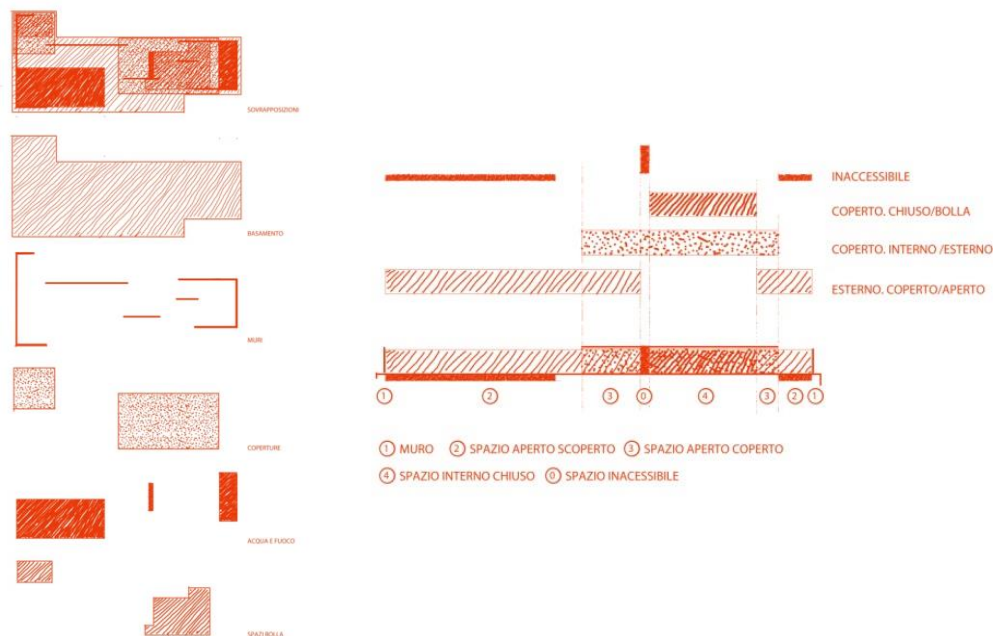 SOVRAPPOSIZIONI
BASAMENTO
MURI
COPERTURE
ACQUA E FUOCO
SPAZI BOLLA
INACCESSIBILE
COPERTO. CHIUSO/BOLLA
COPERTO. INTERNO /ESTERNO
ESTERNO. COPERTO/APERTO
1 2 3 0 4 3 2 1
1 MURO 2 SPAZIO APERTO SCOPERTO 3 SPAZIO APERTO COPERTO
4 SPAZIO INTERNO CHIUSO 0 SPAZIO INACESSIBILE